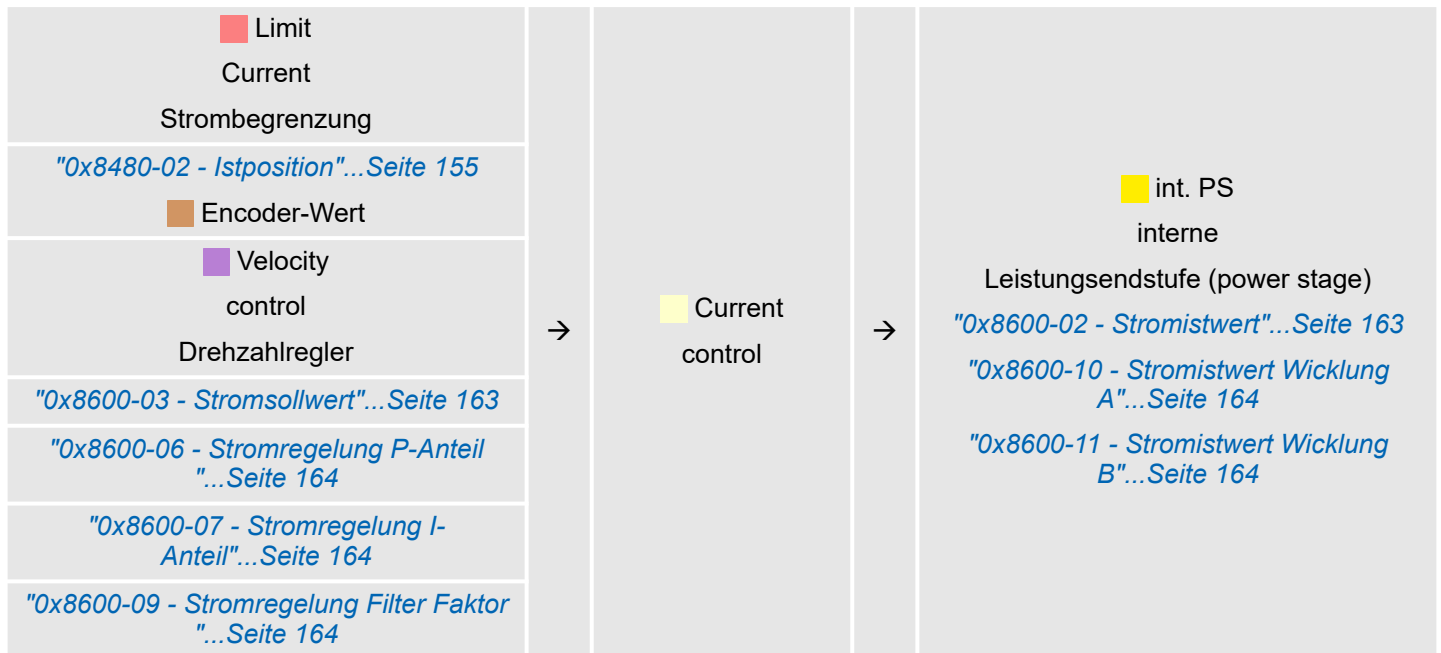 Limit
Current
Strombegrenzung
"0x8480-02 - Istposition"...Seite 155
Encoder-Wert
Velocity
control
Drehzahlregler
"0x8600-03 - Stromsollwert"...Seite 163
"0x8600-06 - Stromregelung P-Anteil
"...Seite 164
"0x8600-07 - Stromregelung I-
Anteil"...Seite 164
"0x8600-09 - Stromregelung Filter Faktor
"...Seite 164
→
Current
control
→
int. PS
interne
Leistungsendstufe (power stage)
"0x8600-02 - Stromistwert"...Seite 163
"0x8600-10 - Stromistwert Wicklung
A"...Seite 164
"0x8600-11 - Stromistwert Wicklung
B"...Seite 164